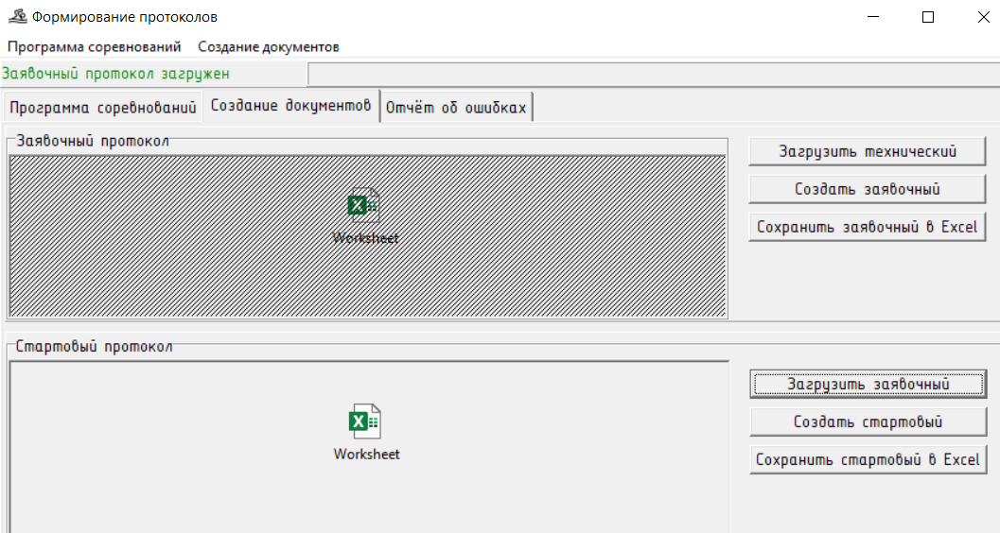 Формирование протоколов
Программа соревнований Создание документов
Заявочный протокол загружен
Программа соревнований Создание документов Отчёт об ошибках
Заявочный протокол
Загрузить технический
Создать заявочный
Worksheet
Сохранить заявочный в Excel
Стартовый протокол
Загрузить заявочный
Создать стартовый
Worksheet
Сохранить стартовый в Excel